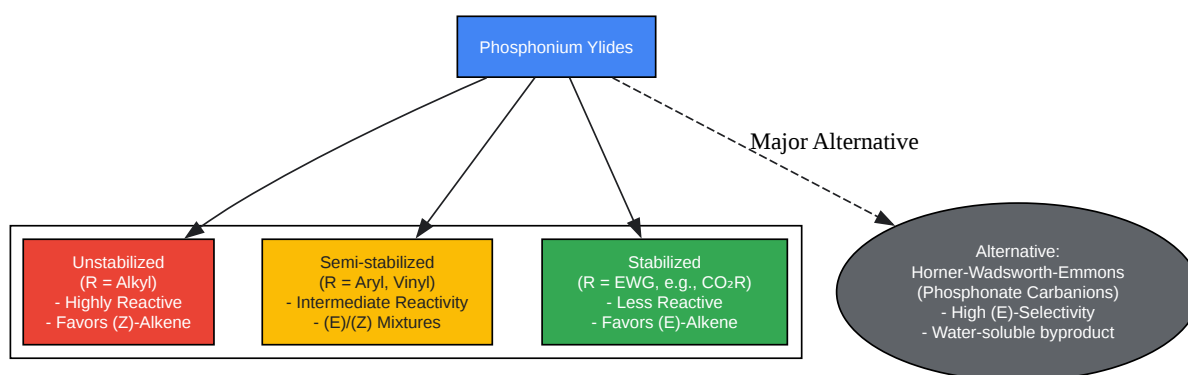 Phosphonium Ylides
Major Alternative
Unstabilized
(R = Alkyl)
- Highly Reactive
- Favors (Z)-Alkene
Semi-stabilized
(R = Aryl, Vinyl)
- Intermediate Reactivity
- (E)/(Z) Mixtures
Stabilized
(R = EWG, e.g., CO₂R)
- Less Reactive
- Favors (E)-Alkene
Alternative:
Horner-Wadsworth-Emmons
(Phosphonate Carbanions)
- High (E)-Selectivity
- Water-soluble byproduct